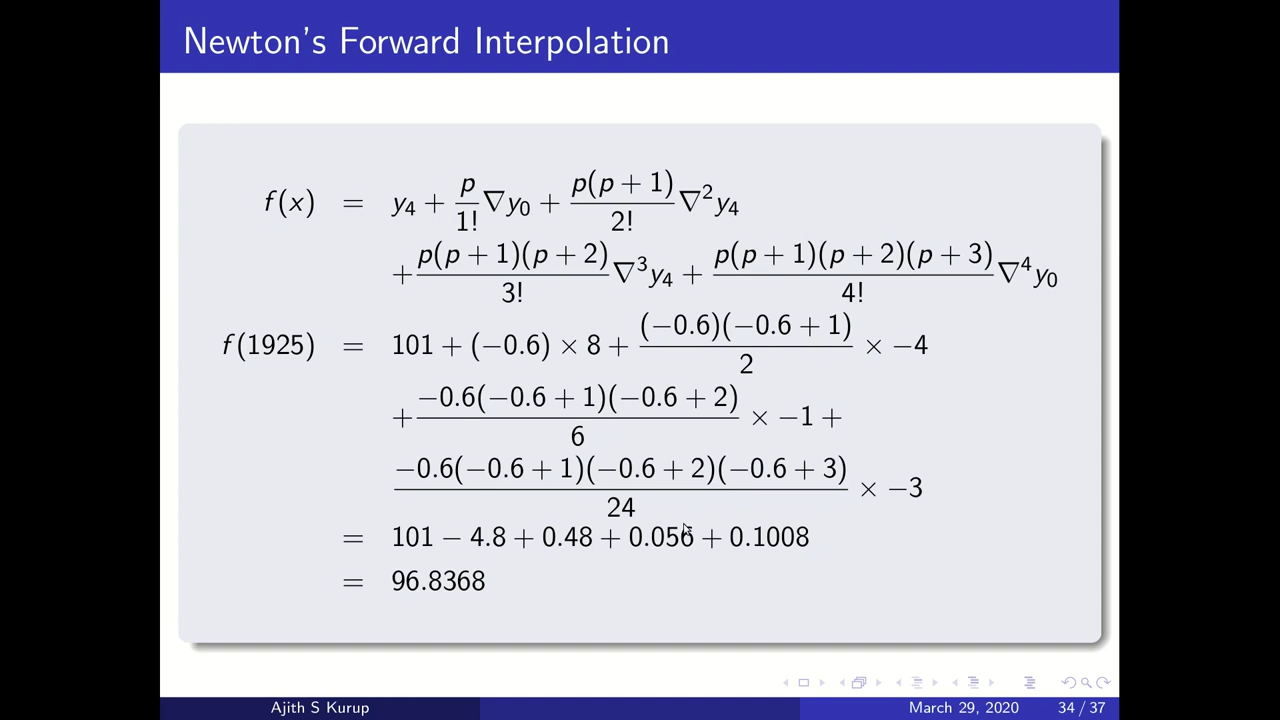 Newton's Forward Interpolation
f(x) = y₄ + p/1! ∇y₀ + p(p + 1)/2! ∇²y₄
+ p(p + 1)(p + 2)/3! ∇³y₄ + p(p + 1)(p + 2)(p + 3)/4! ∇⁴y₀
f(1925) = 101 + (−0.6) × 8 + (−0.6)(−0.6 + 1)/2 × −4
+ −0.6(−0.6 + 1)(−0.6 + 2)/6 × −1 +
−0.6(−0.6 + 1)(−0.6 + 2)(−0.6 + 3)/24 × −3
= 101 − 4.8 + 0.48 + 0.056 + 0.1008
= 96.8368
Ajith S Kurup March 29, 2020 34 / 37